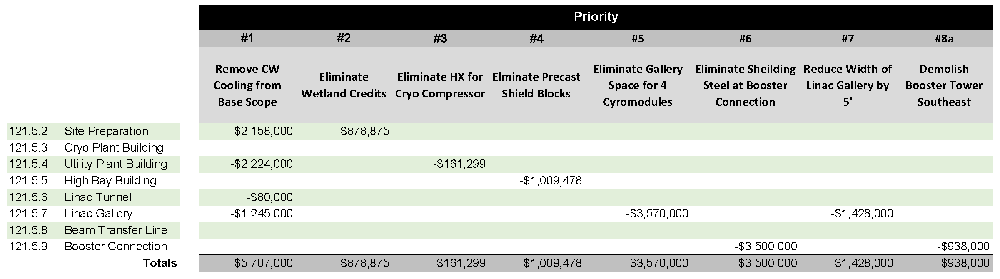 Priority
#1 #2 #3 #4 #5 #6 #7 #8a
Remove CW
Cooling from
Base Scope
Eliminate
Wetland Credits
Eliminate HX for
Cryo Compressor
Elminate Precast
Shield Blocks
Eliminate Gallery
Space for 4
Cyromodules
Eliminate Sheilding
Steel at Booster
Connection
Reduce Width of
Linac Gallery by
5'
Demolish
Booster Tower
Southeast
121.5.2 Site Preparation -$2,158,000 -$878,875
121.5.3 Cryo Plant Building
121.5.4 Utility Plant Building -$2,224,000 -$161,299
121.5.5 High Bay Building -$1,009,478
121.5.6 Linac Tunnel -$80,000
121.5.7 Linac Gallery -$1,245,000 -$3,570,000 -$1,428,000
121.5.8 Beam Transfer Line
121.5.9 Booster Connection -$3,500,000 -$938,000
Totals -$5,707,000 -$878,875 -$161,299 -$1,009,478 -$3,570,000 -$3,500,000 -$1,428,000 -$938,000